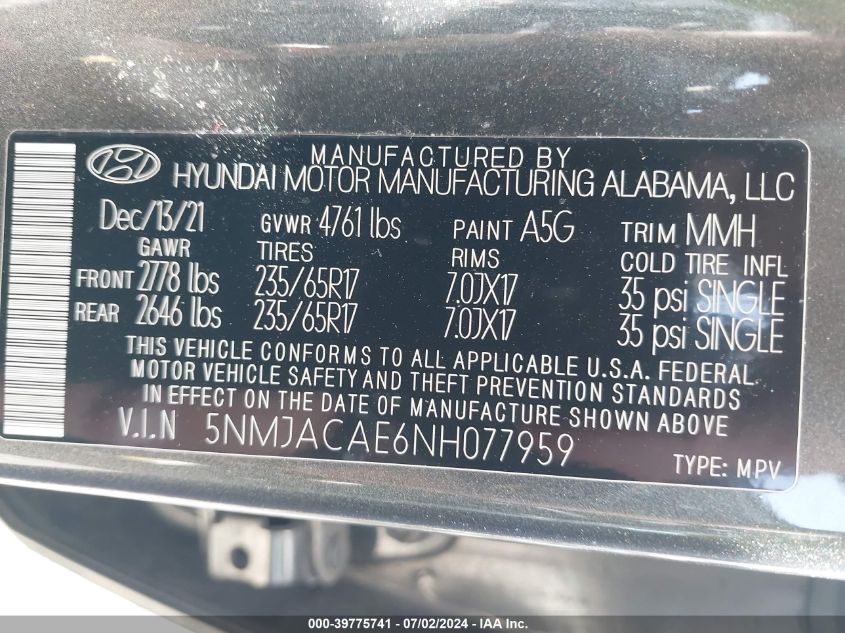 MANUFACTURED BY
HYUNDAI MOTOR MANUFACTURING ALABAMA, LLC
Dec/13/21 GVWR 4761 lbs PAINT A5G TRIM MMH
GAWR TIRES RIMS COLD TIRE INFL
FRONT 2778 lbs 235/65R17 7.0JX17 35 psi SINGLE
REAR 2646 lbs 235/65R17 7.0JX17 35 psi SINGLE
THIS VEHICLE CONFORMS TO ALL APPLICABLE U.S.A. FEDERAL
MOTOR VEHICLE SAFETY AND THEFT PREVENTION STANDARDS
IN EFFECT ON THE DATE OF MANUFACTURE SHOWN ABOVE
V.I.N 5NMJACAE6NH077959 TYPE: MPV
000-39775741 - 07/02/2024 - IAA Inc.